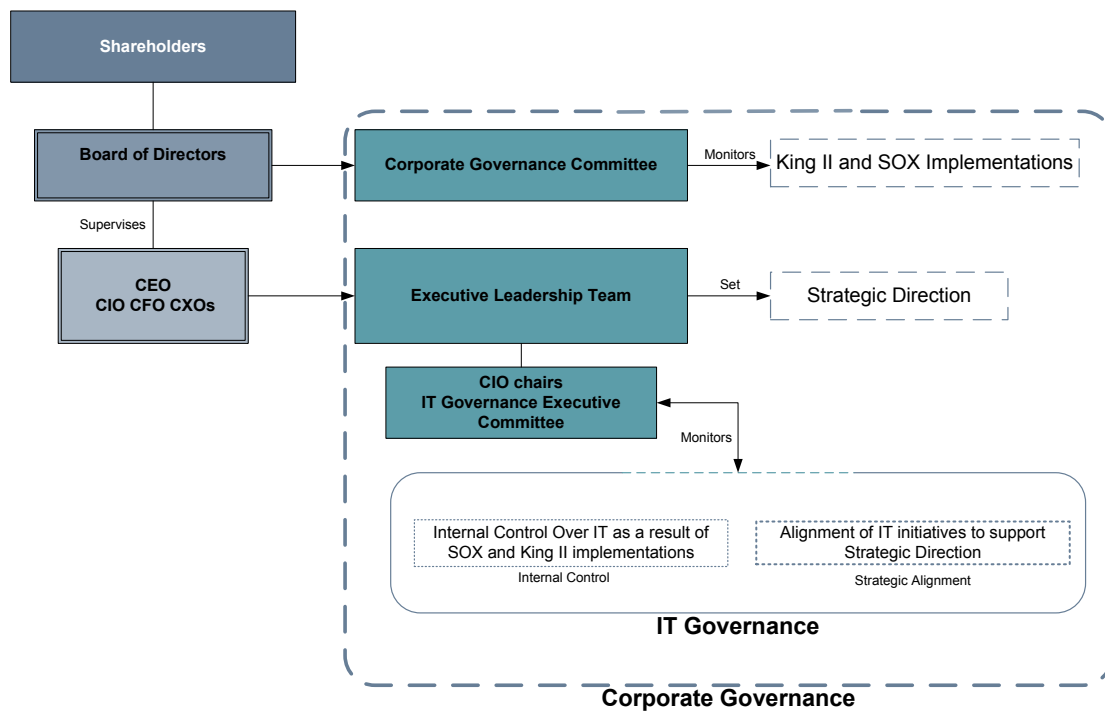 Shareholders
Board of Directors
Corporate Governance Committee
Monitors
King II and SOX Implementations
Supervises
CEO
CIO CFO CXOs
Executive Leadership Team
Set
Strategic Direction
CIO chairs
IT Governance Executive
Committee
Monitors
Internal Control Over IT as a result of
SOX and King II implementations
Internal Control
Alignment of IT initiatives to support
Strategic Direction
Strategic Alignment
IT Governance
Corporate Governance